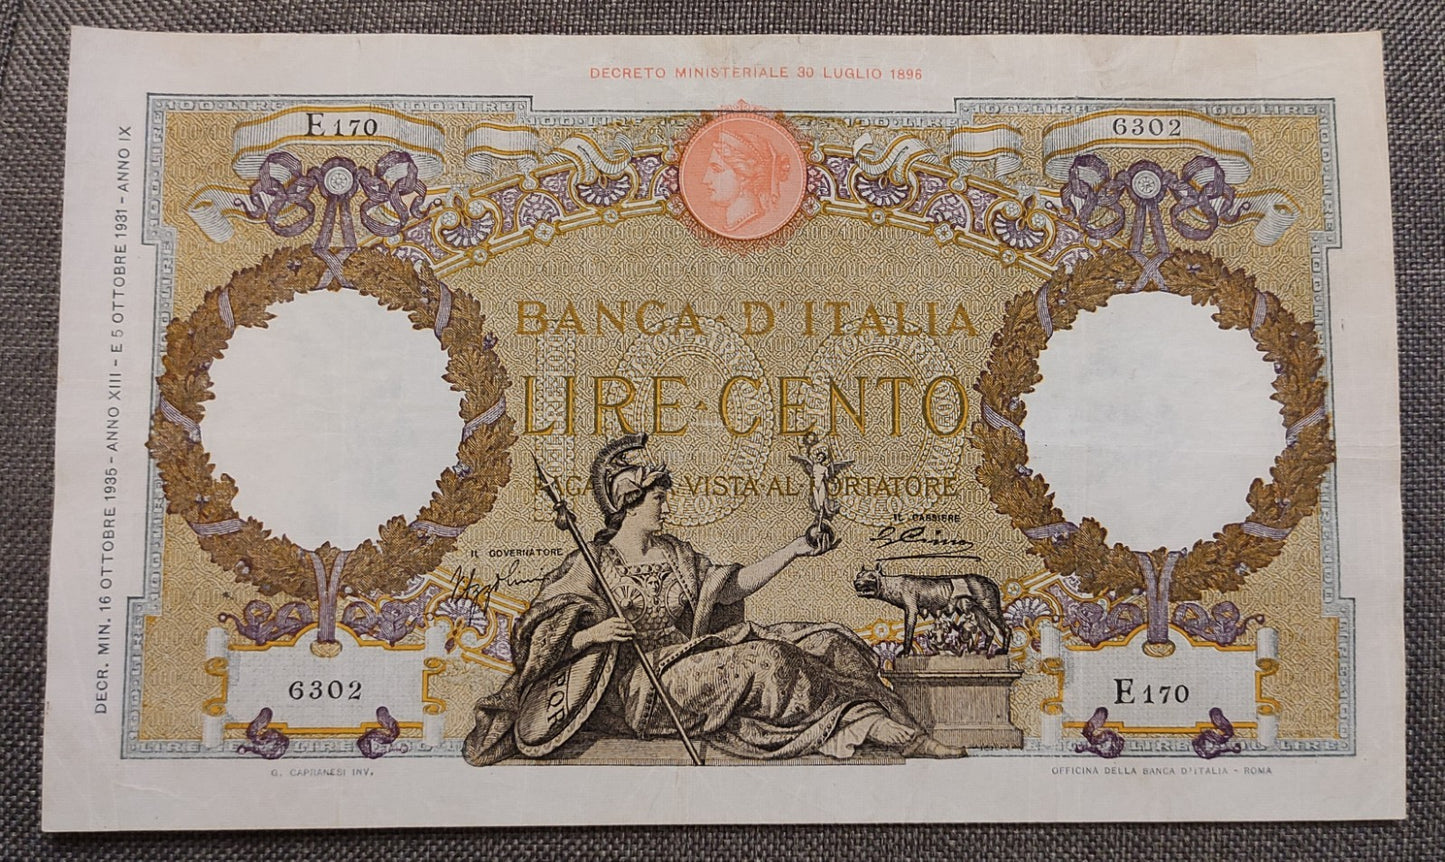 DECRETO MINISTERIALE 30 LUGLIO 1896
DECR. MIN. 16 OTTOBRE 1935 - ANNO XIII - E 5 OTTOBRE 1931 - ANNO IX
E 170
6302
BANCA D'ITALIA
LIRE CENTO
VISTA AL
IL CASSIERE
IL GOVERNATORE
6302
E 170
G. CAPRANESI INV.
OFFICINA DELLA BANCA D'ITALIA - ROMA